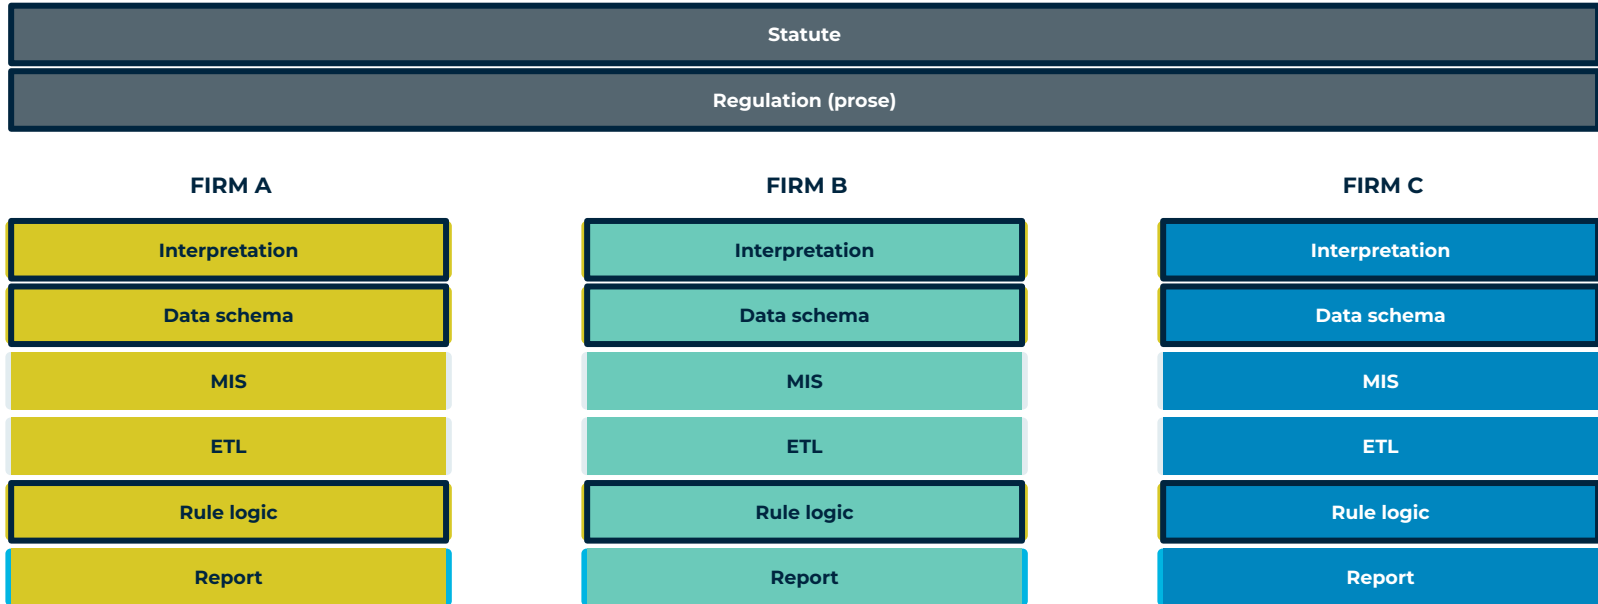 Statute
Regulation (prose)
FIRM A
FIRM B
FIRM C
Interpretation
Interpretation
Interpretation
Data schema
Data schema
Data schema
MIS
MIS
MIS
ETL
ETL
ETL
Rule logic
Rule logic
Rule logic
Report
Report
Report